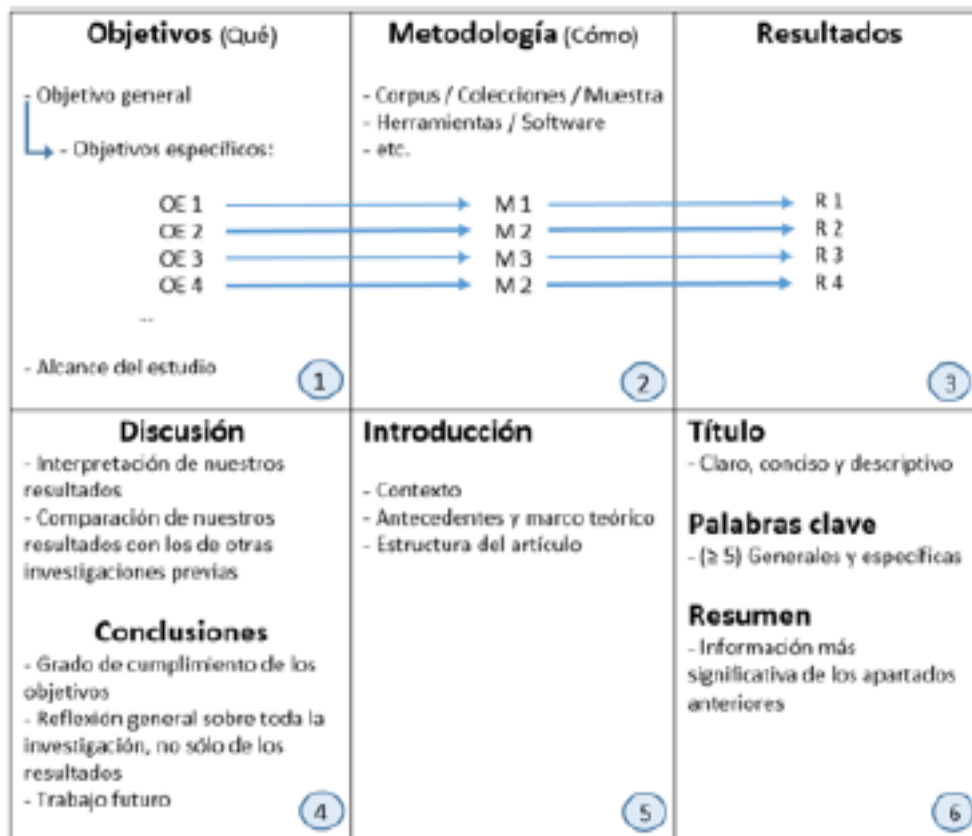 Objetivos (Qué)
- Objetivo general
- Objetivos específicos:
OE 1
OE 2
OE 3
OE 4
...
- Alcance del estudio
1
Metodología (Cómo)
- Corpus / Colecciones / Muestra
- Herramientas / Software
- etc.
M 1
M 2
M 3
M 2
2
Resultados
R 1
R 2
R 3
R 4
3
Discusión
- Interpretación de nuestros
resultados
- Comparación de nuestros
resultados con los de otras
investigaciones previas
Conclusiones
- Grado de cumplimiento de los
objetivos
- Reflexión general sobre toda la
investigación, no sólo de los
resultados
- Trabajo futuro
4
Introducción
- Contexto
- Antecedentes y marco teórico
- Estructura del artículo
5
Título
- Claro, conciso y descriptivo
Palabras clave
- (≥ 5) Generales y específicas
Resumen
- Información más
significativa de los apartados
anteriores
6